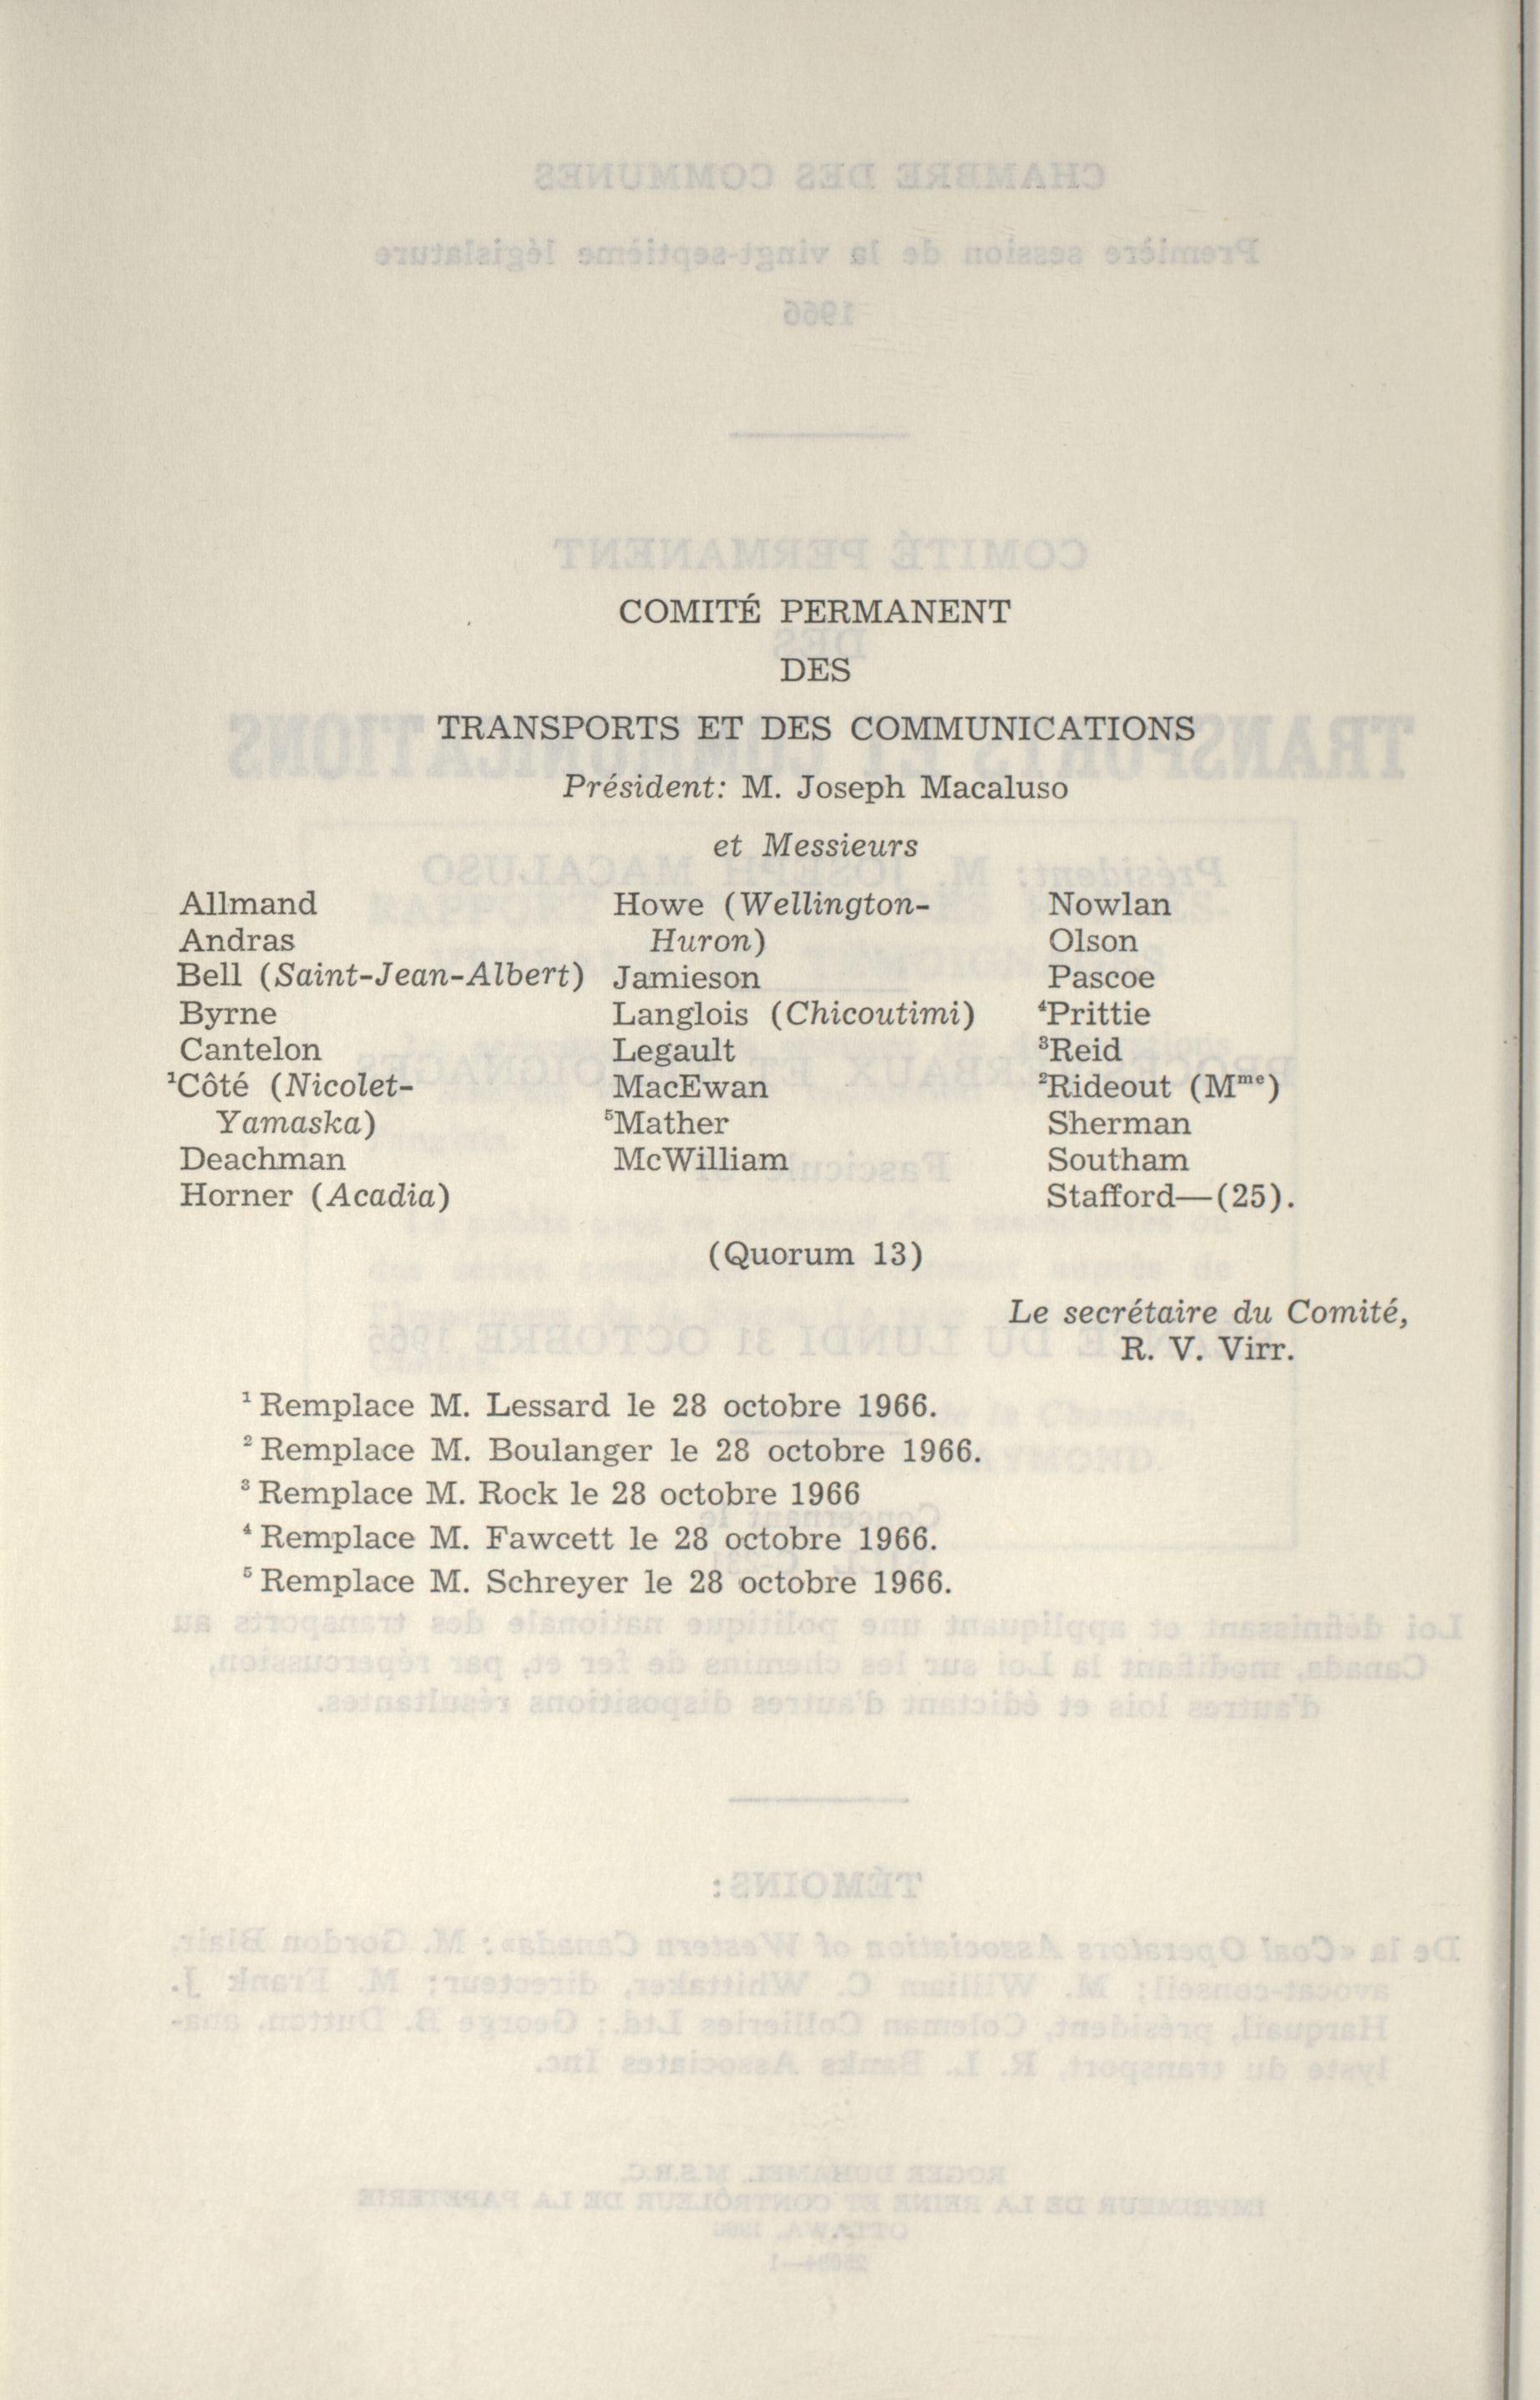 COMITÉ PERMANENT
DES
TRANSPORTS ET DES COMMUNICATIONS
Président: M. Joseph Macaluso
et Messieurs
Allmand
Andras
Bell (Saint-Jean-Albert)
Byrne
Cantelon
¹Côté (Nicolet-
Yamaska)
Deachman
Horner (Acadia)
Howe (Wellington-
Huron)
Jamieson
Langlois (Chicoutimi)
Legault
MacEwan
⁵Mather
McWilliam
Nowlan
Olson
Pascoe
⁴Prittie
³Reid
²Rideout (Mᵐᵉ)
Sherman
Southam
Stafford—(25).
(Quorum 13)
Le secrétaire du Comité,
R. V. Virr.
¹ Remplace M. Lessard le 28 octobre 1966.
² Remplace M. Boulanger le 28 octobre 1966.
³ Remplace M. Rock le 28 octobre 1966
⁴ Remplace M. Fawcett le 28 octobre 1966.
⁵ Remplace M. Schreyer le 28 octobre 1966.